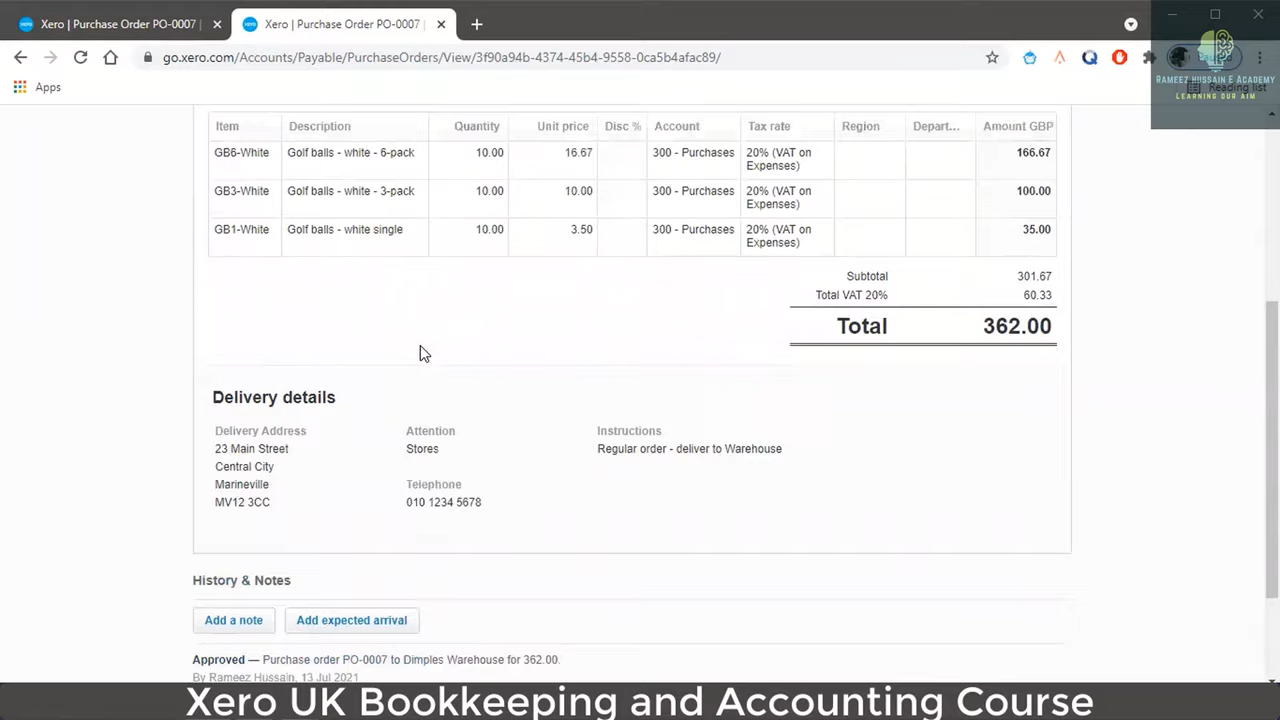 Xero | Purchase Order PO-0007 |
Xero | Purchase Order PO-0007 |
go.xero.com/Accounts/Payable/PurchaseOrders/View/3f90a94b-4374-45b4-9558-0ca5b4afac89/
RAMEEZ HUSSAIN E ACADEMY
LEARNING OUR AIM
Apps
Reading list
Item Description Quantity Unit price Disc % Account Tax rate Region Depart... Amount GBP
GB6-White Golf balls - white - 6-pack 10.00 16.67 300 - Purchases 20% (VAT on Expenses) 166.67
GB3-White Golf balls - white - 3-pack 10.00 10.00 300 - Purchases 20% (VAT on Expenses) 100.00
GB1-White Golf balls - white single 10.00 3.50 300 - Purchases 20% (VAT on Expenses) 35.00
Subtotal 301.67
Total VAT 20% 60.33
Total 362.00
Delivery details
Delivery Address Attention Instructions
23 Main Street Stores Regular order - deliver to Warehouse
Central City
Marineville Telephone
MV12 3CC 010 1234 5678
History & Notes
Add a note Add expected arrival
Approved — Purchase order PO-0007 to Dimples Warehouse for 362.00.
By Rameez Hussain, 13 Jul 2021
Xero UK Bookkeeping and Accounting Course